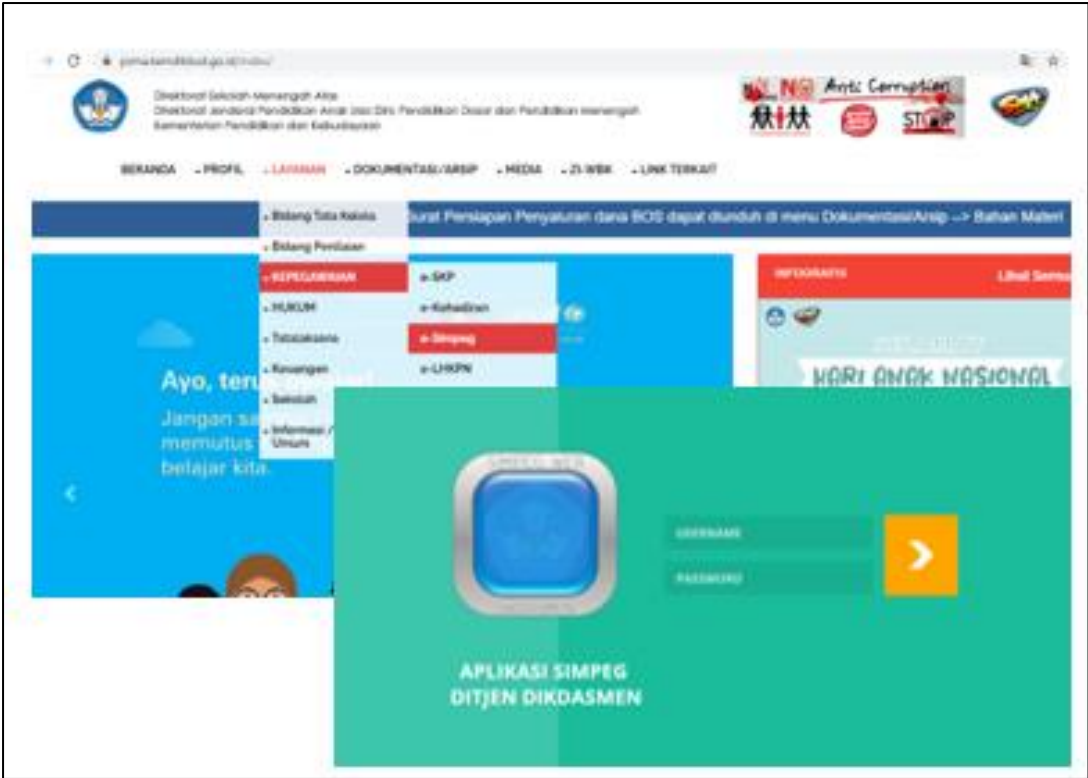 Direktorat Sekolah Menengah Atas
Direktorat Jenderal Pendidikan Anak Usia Dini, Pendidikan Dasar dan Pendidikan Menengah
Kementerian Pendidikan dan Kebudayaan
NO Anti Corruption
STOP
BERANDA PROFIL LAYANAN DOKUMENTASI/ARSIP MEDIA ZI-WBK LINK TERKAIT
Bidang Tata Kelola
Surat Persiapan Penyaluran dana BOS dapat diunduh di menu Dokumentasi/Arsip --> Bahan Materi
Bidang Penilaian
KEPEGAWAIAN
e-SKP
INFOGRAFIS
Lihat Semua
HUKUM
e-Kehadiran
Tatalaksana
e-Simpeg
Keuangan
e-LHKPN
HARI ANAK NASIONAL
Sekolah
Informasi /
Umum
Ayo,
Jangan
memutus
belajar kita.
USERNAME
PASSWORD
APLIKASI SIMPEG
DITJEN DIKDASMEN